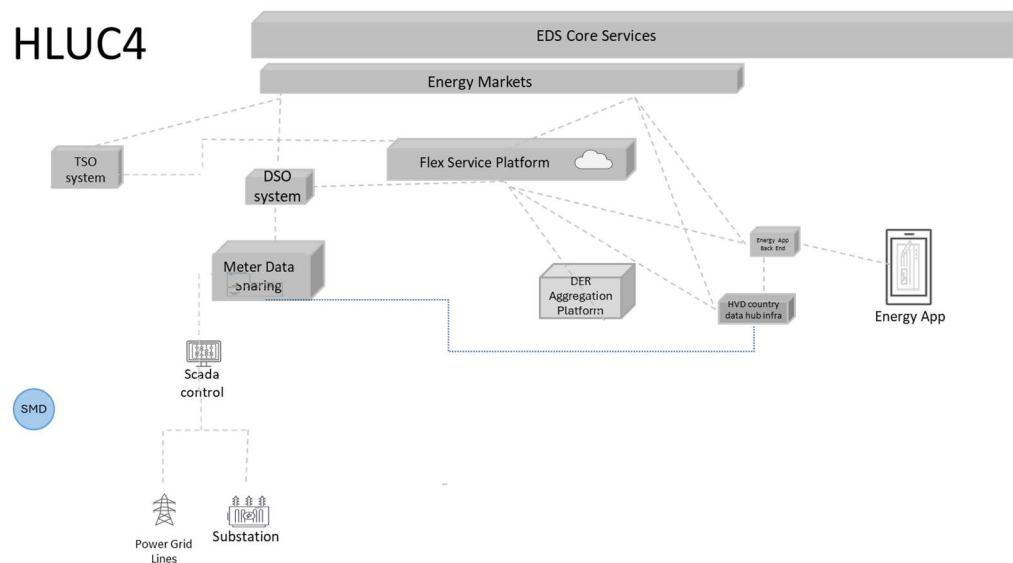 HLUC4
EDS Core Services
Energy Markets
TSO
system
Flex Service Platform
DSO
system
Energy App
Back End
Meter Data
Sharing
DER
Aggregation
Platform
HVD country
data hub infra
Energy App
Scada
control
SMD
Power Grid
Lines
Substation